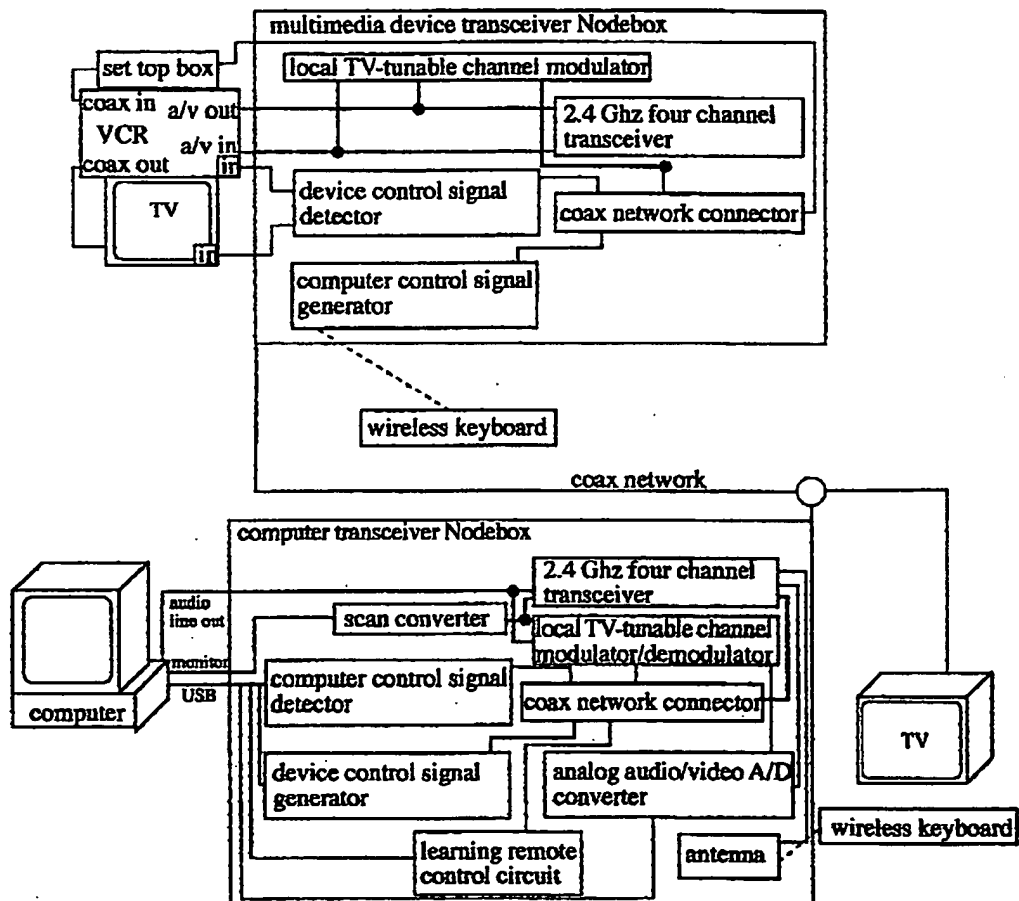 multimedia device transceiver Nodebox
set top box
local TV-tunable channel modulator
coax in
a/v out
VCR
a/v in
coax out
ir
2.4 Ghz four channel
transceiver
device control signal
detector
coax network connector
TV
ir
computer control signal
generator
wireless keyboard
coax network
computer transceiver Nodebox
2.4 Ghz four channel
transceiver
audio
line out
scan converter
local TV-tunable channel
modulator/demodulator
monitor
USB
computer control signal
detector
coax network connector
computer
TV
device control signal
generator
analog audio/video A/D
converter
wireless keyboard
learning remote
control circuit
antenna